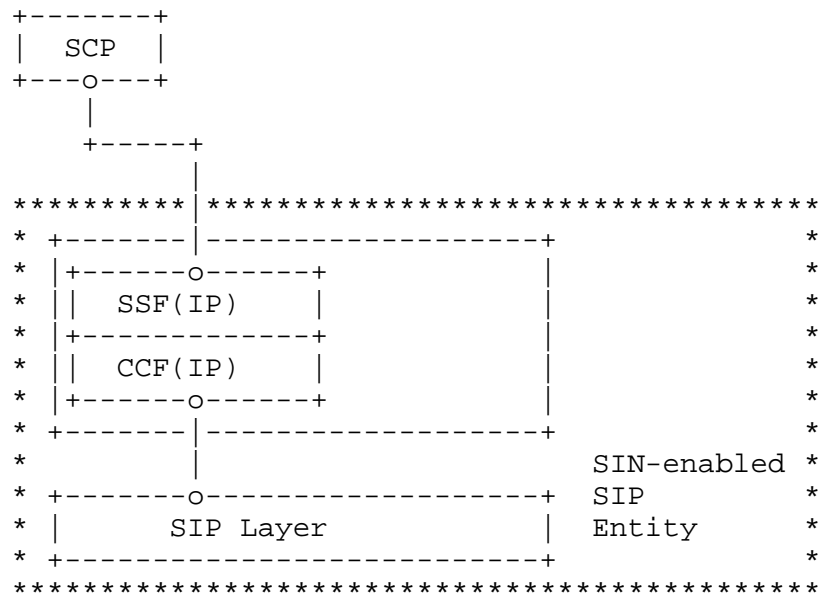 SCP
SSF(IP)
CCF(IP)
SIN-enabled
SIP
SIP Layer
Entity